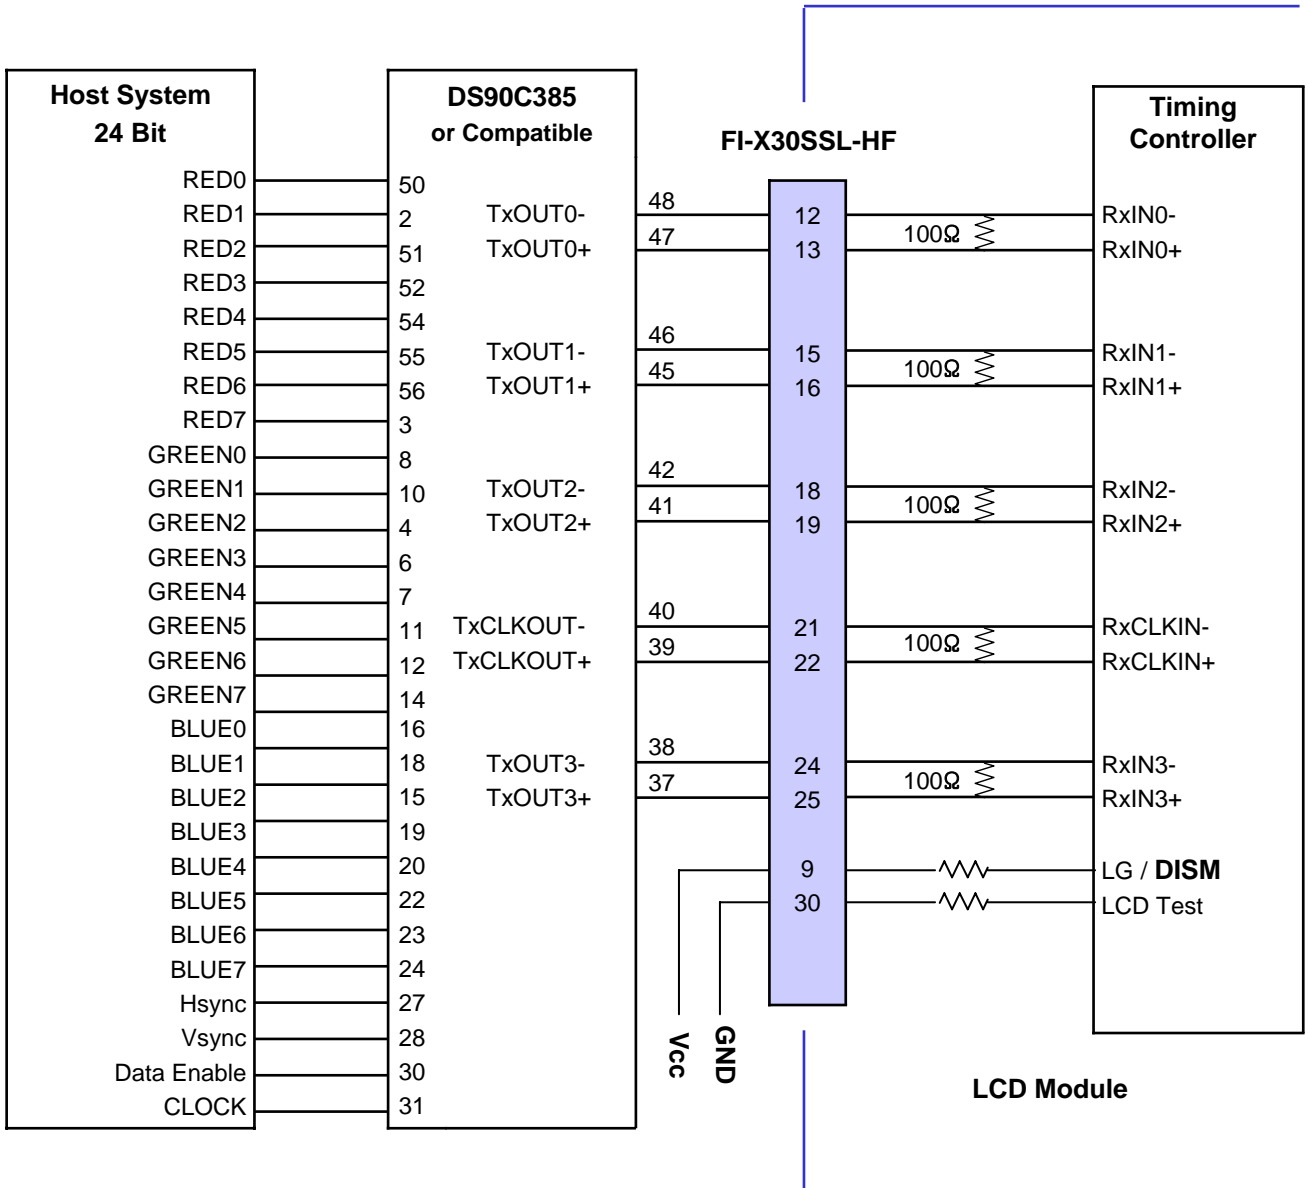 Host System
24 Bit
RED0
RED1
RED2
RED3
RED4
RED5
RED6
RED7
GREEN0
GREEN1
GREEN2
GREEN3
GREEN4
GREEN5
GREEN6
GREEN7
BLUE0
BLUE1
BLUE2
BLUE3
BLUE4
BLUE5
BLUE6
BLUE7
Hsync
Vsync
Data Enable
CLOCK
DS90C385
or Compatible
50
2
51
52
54
55
56
3
8
10
4
6
7
11
12
14
16
18
15
19
20
22
23
24
27
28
30
31
TxOUT0-
TxOUT0+
TxOUT1-
TxOUT1+
TxOUT2-
TxOUT2+
TxCLKOUT-
TxCLKOUT+
TxOUT3-
TxOUT3+
48
47
46
45
42
41
40
39
38
37
FI-X30SSL-HF
12
13
15
16
18
19
21
22
24
25
9
30
Vcc
GND
100Ω
100Ω
100Ω
100Ω
100Ω
Timing
Controller
RxIN0-
RxIN0+
RxIN1-
RxIN1+
RxIN2-
RxIN2+
RxCLKIN-
RxCLKIN+
RxIN3-
RxIN3+
LG / DISM
LCD Test
LCD Module